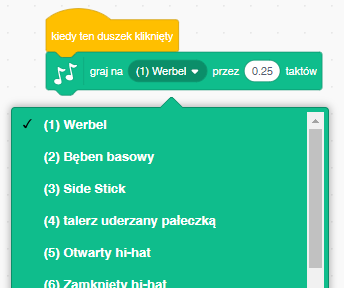 kiedy ten duszek kliknięty
graj na (1) Werbel przez 0.25 taktów
(1) Werbel
(2) Bęben basowy
(3) Side Stick
(4) talerz uderzany pałeczką
(5) Otwarty hi-hat
(6) Zamknięty hi-hat